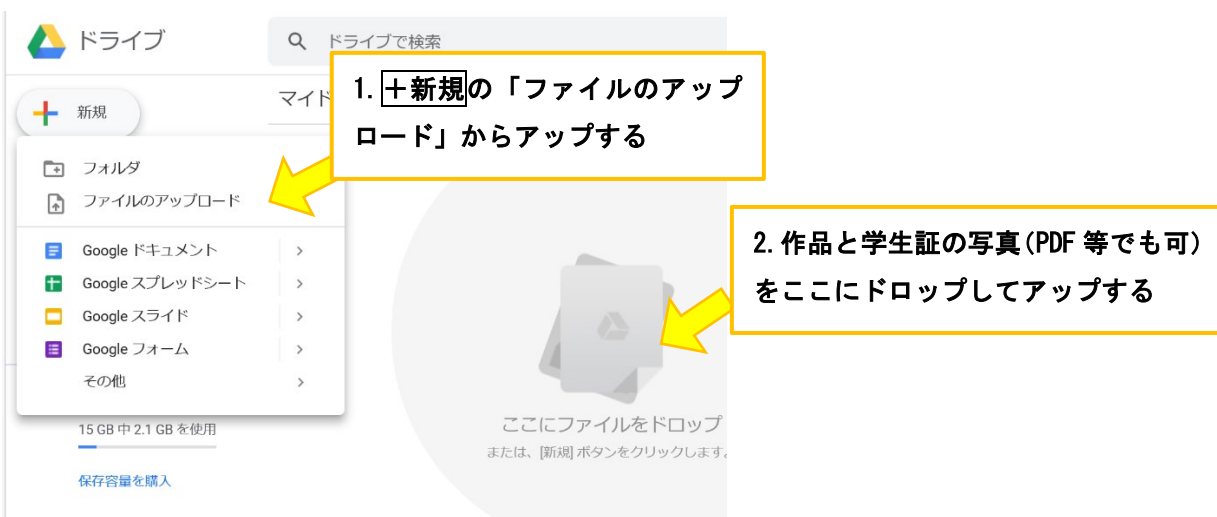 ドライブ
ドライブで検索
1.＋新規の「ファイルのアップ
ロード」からアップする
新規
マイド
フォルダ
ファイルのアップロード
Google ドキュメント
Google スプレッドシート
Google スライド
Google フォーム
その他
2.作品と学生証の写真(PDF 等でも可)
をここにドロップしてアップする
ここにファイルをドロップ
または、[新規] ボタンをクリックします。
15 GB 中 2.1 GB を使用
保存容量を購入